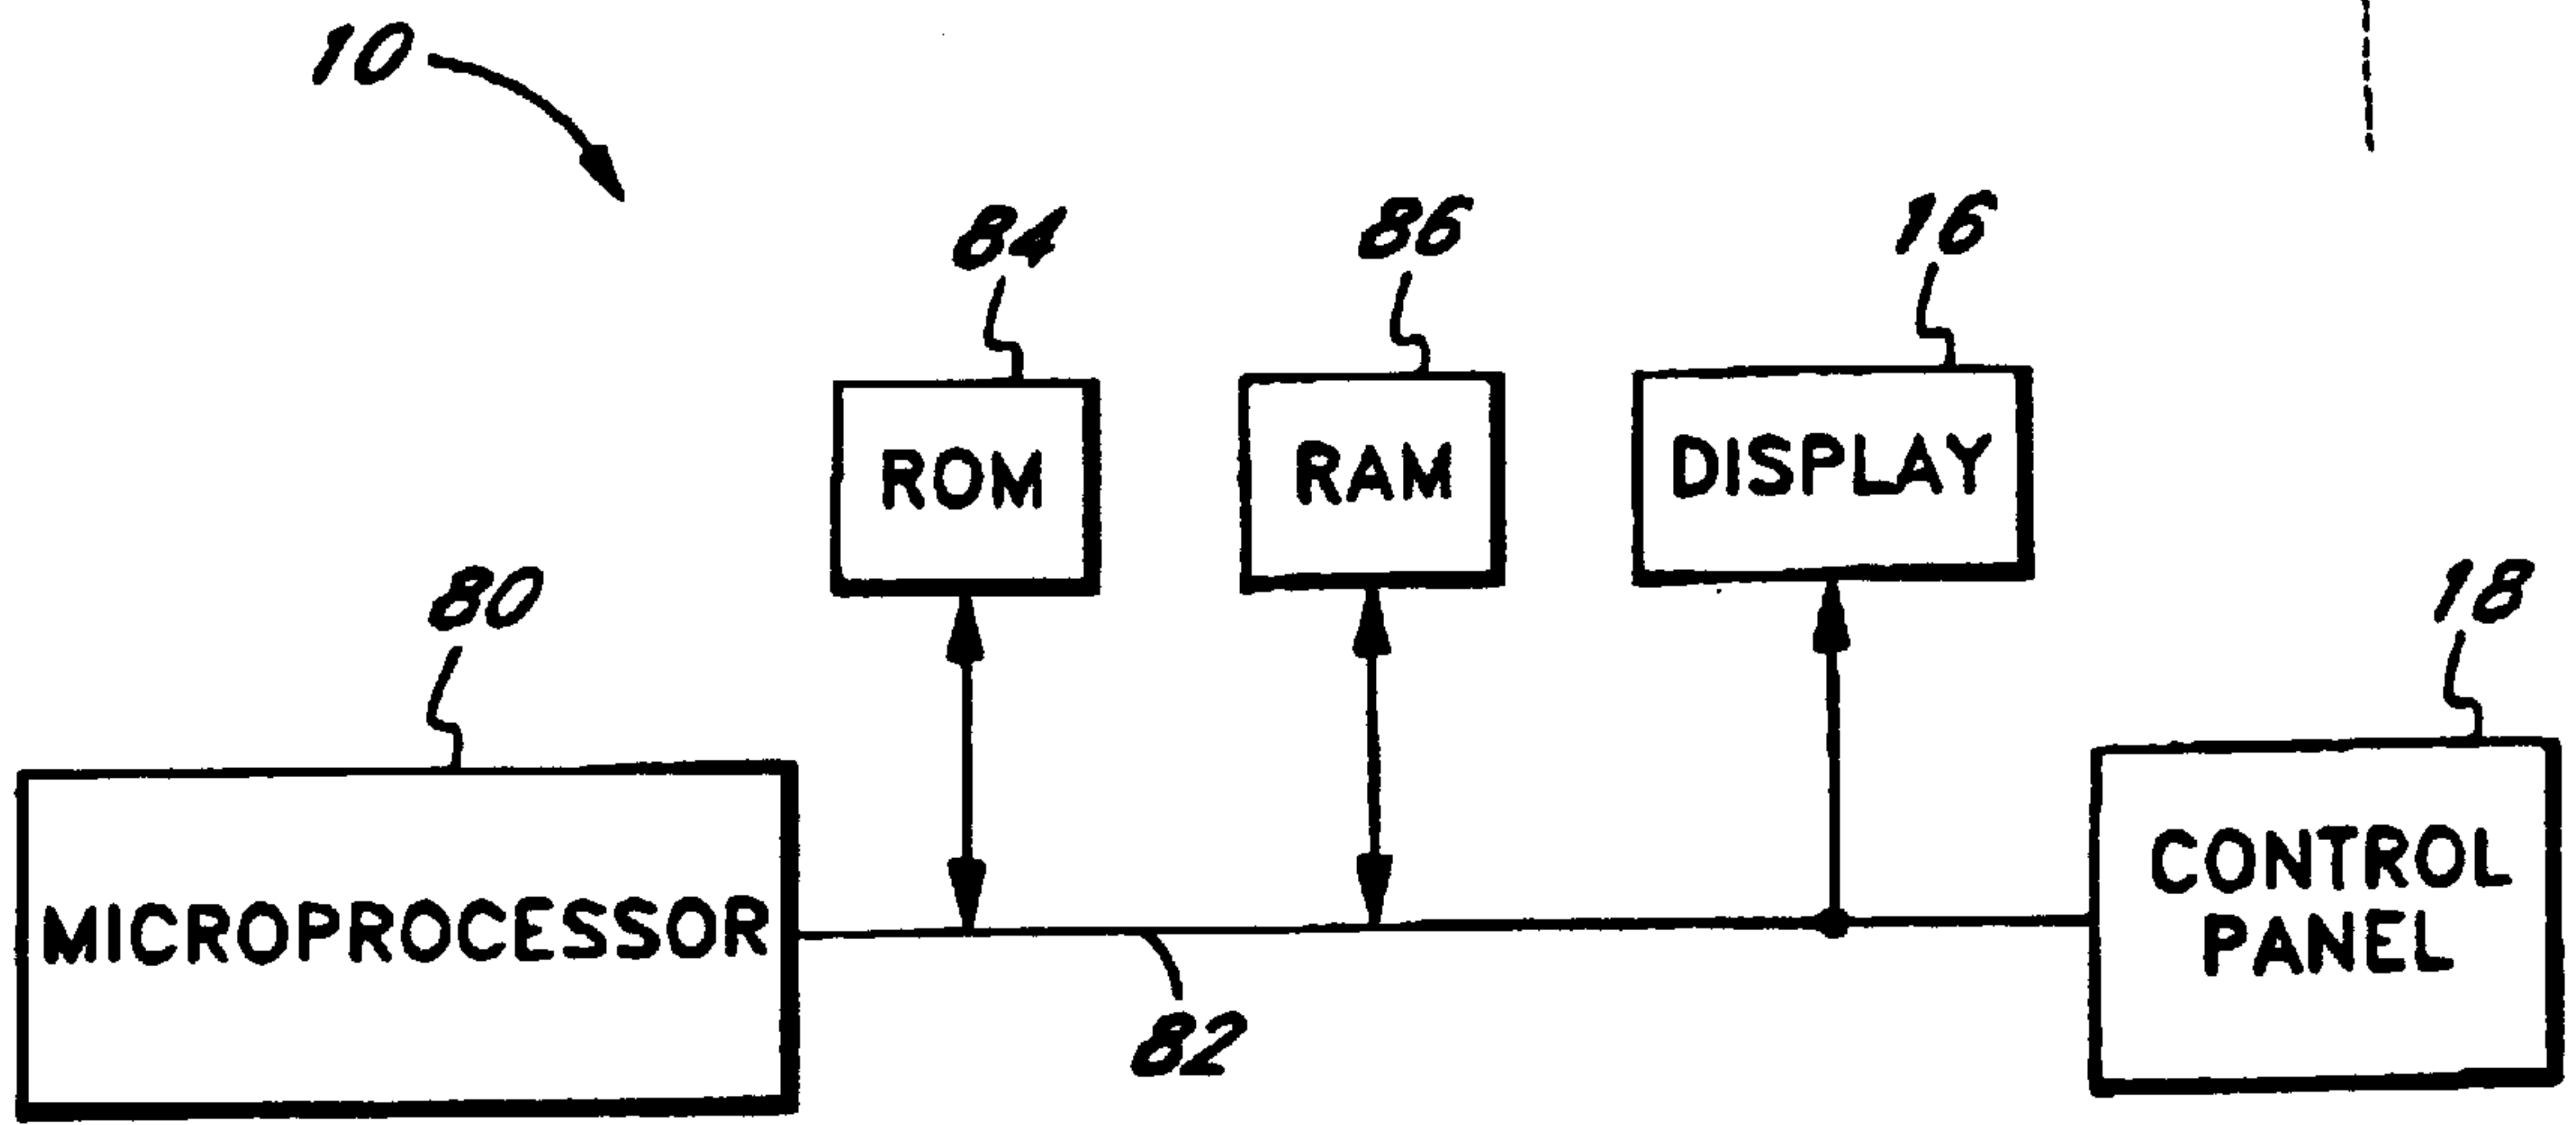 10
84
86
16
ROM
RAM
DISPLAY
80
18
MICROPROCESSOR
CONTROL
PANEL
82